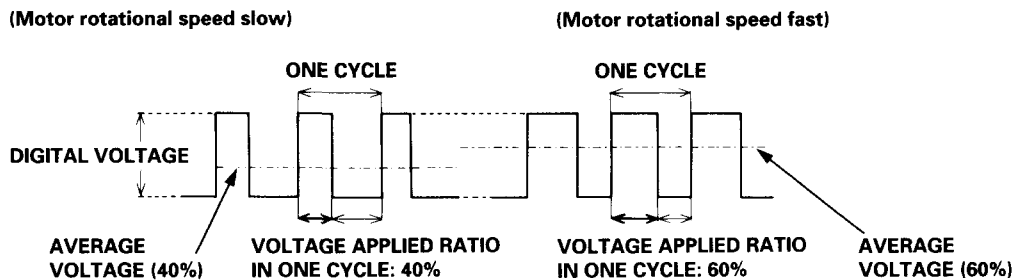 (Motor rotational speed slow)
(Motor rotational speed fast)
ONE CYCLE
ONE CYCLE
DIGITAL VOLTAGE
AVERAGE
VOLTAGE (40%)
VOLTAGE APPLIED RATIO
IN ONE CYCLE: 40%
VOLTAGE APPLIED RATIO
IN ONE CYCLE: 60%
AVERAGE
VOLTAGE (60%)